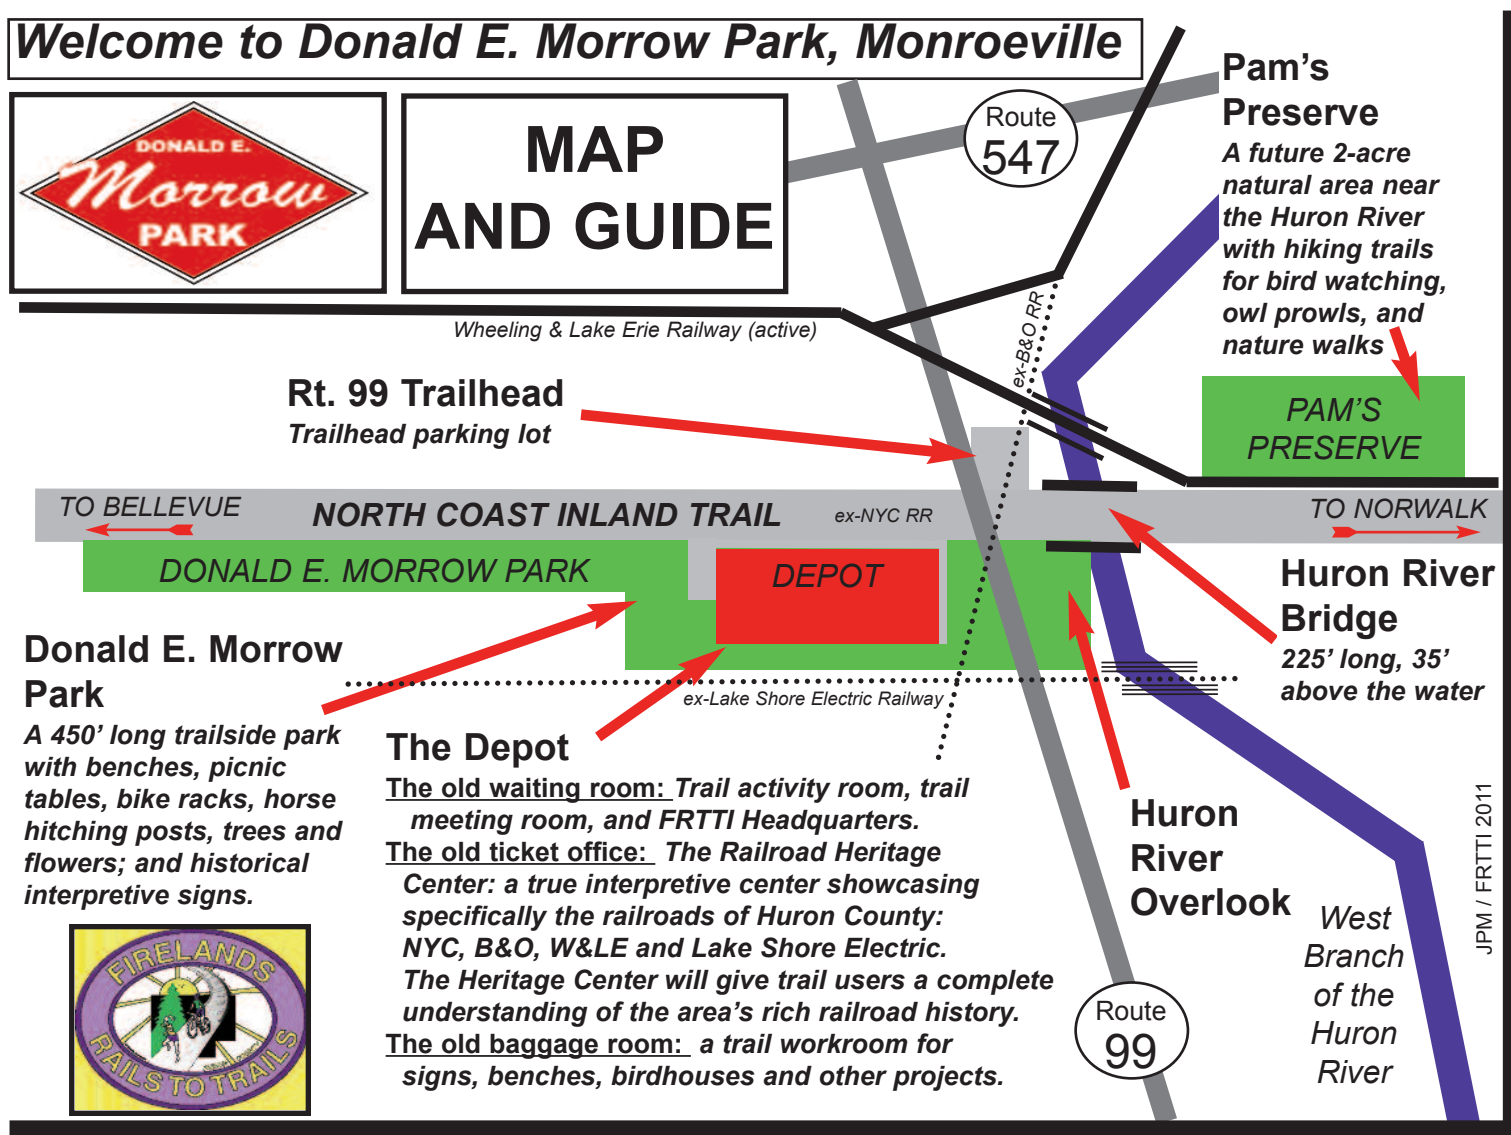 Welcome to Donald E. Morrow Park, Monroeville
DONALD E.
Morrow
PARK
MAP
AND GUIDE
Route
547
Pam's
Preserve
A future 2-acre
natural area near
the Huron River
with hiking trails
for bird watching,
owl prowls, and
nature walks
Wheeling & Lake Erie Railway (active)
ex-B&O RR
Rt. 99 Trailhead
Trailhead parking lot
PAM'S
PRESERVE
TO BELLEVUE
NORTH COAST INLAND TRAIL
ex-NYC RR
TO NORWALK
DONALD E. MORROW PARK
DEPOT
Huron River
Bridge
225' long, 35'
above the water
Donald E. Morrow
Park
A 450' long trailside park
with benches, picnic
tables, bike racks, horse
hitching posts, trees and
flowers; and historical
interpretive signs.
ex-Lake Shore Electric Railway
The Depot
The old waiting room: Trail activity room, trail
meeting room, and FRTTI Headquarters.
The old ticket office: The Railroad Heritage
Center: a true interpretive center showcasing
specifically the railroads of Huron County:
NYC, B&O, W&LE and Lake Shore Electric.
The Heritage Center will give trail users a complete
understanding of the area's rich railroad history.
The old baggage room: a trail workroom for
signs, benches, birdhouses and other projects.
Huron
River
Overlook
West
Branch
of the
Huron
River
Route
99
JPM / FRTTI 2011
FIRELANDS
RAILS TO TRAILS